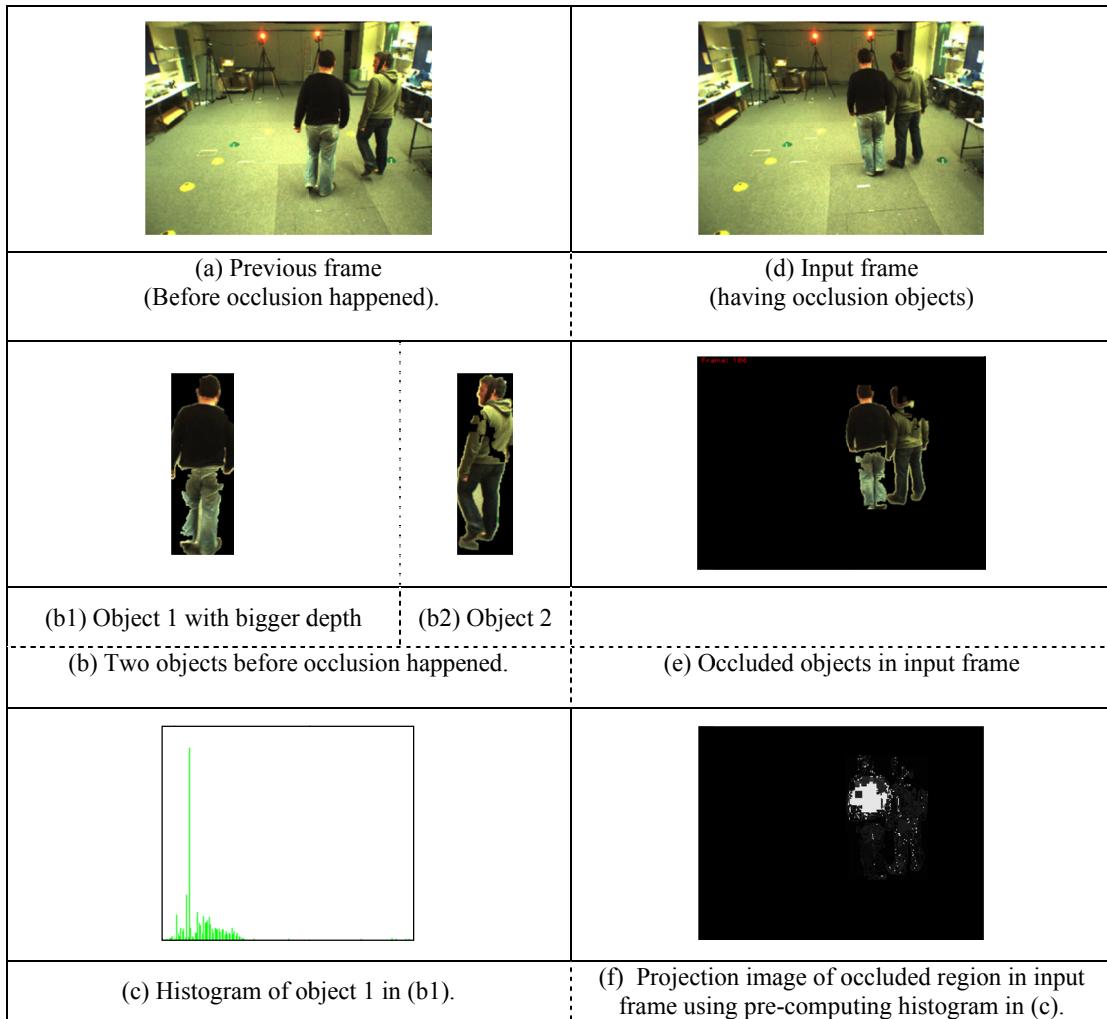 (a) Previous frame
(Before occlusion happened).
(d) Input frame
(having occlusion objects)
Frame: 186
(b1) Object 1 with bigger depth
(b2) Object 2
(b) Two objects before occlusion happened.
(e) Occluded objects in input frame
(c) Histogram of object 1 in (b1).
(f) Projection image of occluded region in input
frame using pre-computing histogram in (c).